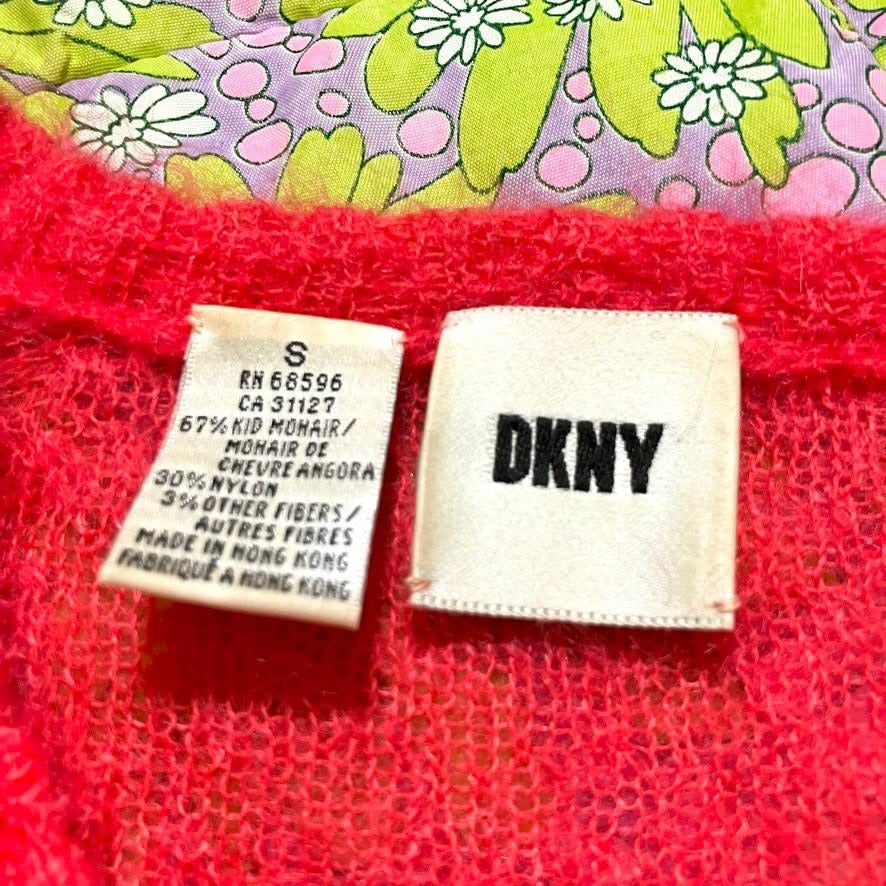 S
RN 68596
CA 31127
67% KID MOHAIR/
MOHAIR DE
CHEVRE ANGORA
30% NYLON
3% OTHER FIBERS/
AUTRES FIBRES
MADE IN HONG KONG
FABRIQUÉ A HONG KONG
DKNY